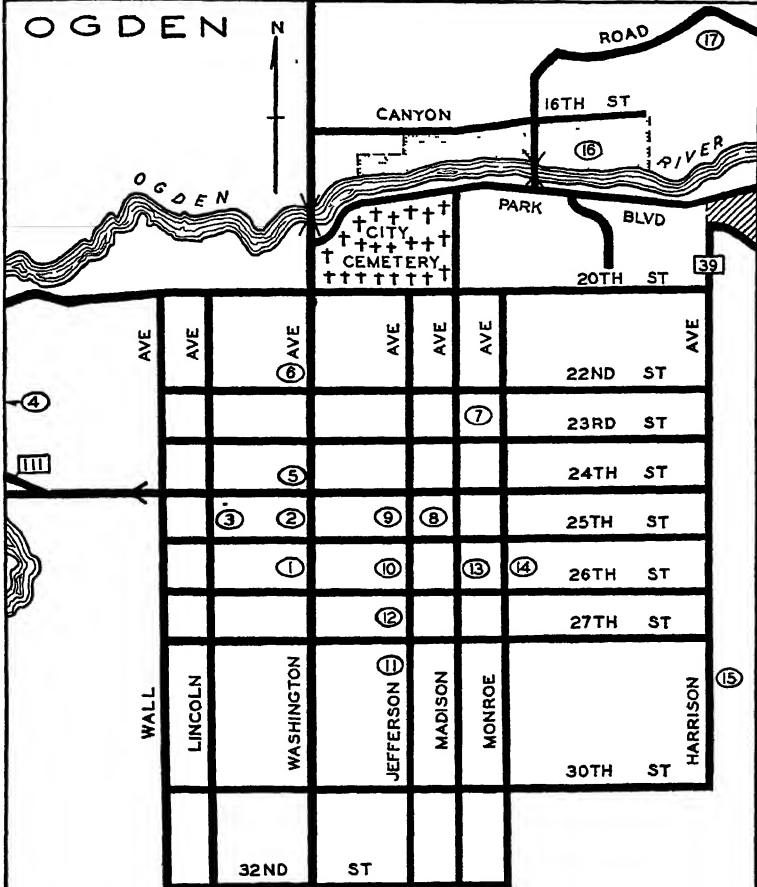 OGDEN
N
ROAD
17
CANYON
16TH ST
16
RIVER
OGDEN
PARK BLVD
CITY
CEMETERY
39
20TH ST
AVE
AVE
AVE
AVE
AVE
AVE
AVE
6
22ND ST
4
7
23RD ST
111
5
24TH ST
3
2
9
8
25TH ST
1
10
13
14
26TH ST
12
27TH ST
11
15
WALL
LINCOLN
WASHINGTON
JEFFERSON
MADISON
MONROE
HARRISON
30TH ST
32ND ST